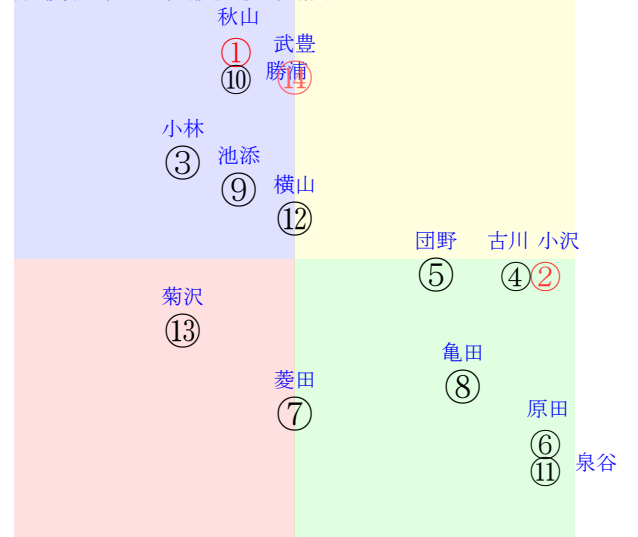 秋山
① 武豊
⑩ 勝浦
⑭
小林
③
池添
⑨
横山
⑫
団野 古川 小沢
⑤ ④②
菊沢
⑬
亀田
⑧
菱田
⑦
原田
⑥
⑪ 泉谷